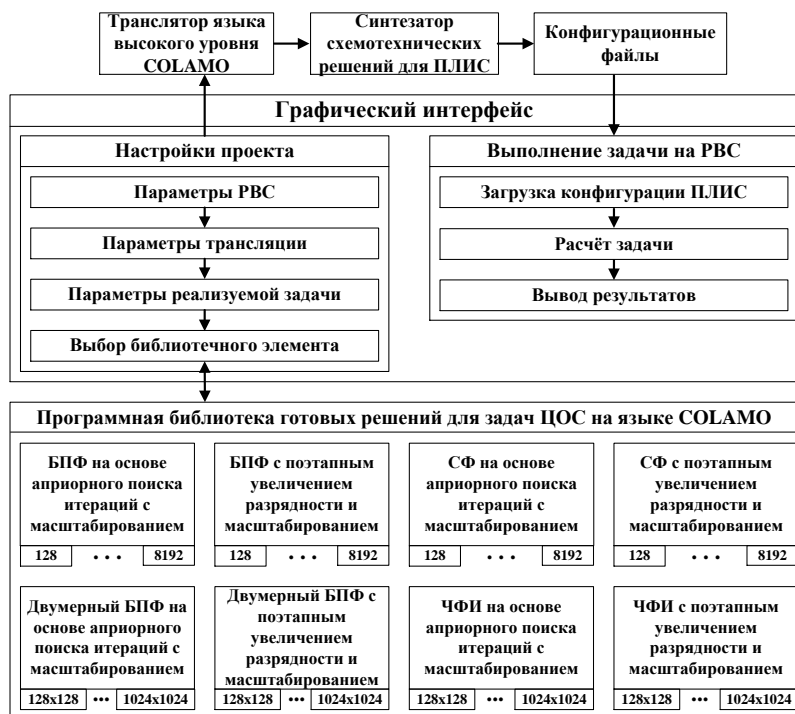 Транслятор языка
высокого уровня
COLAMO
Синтезатор
схемотехнических
решений для ПЛИС
Конфигурационные
файлы
Графический интерфейс
Настройки проекта
Параметры РВС
Параметры трансляции
Параметры реализуемой задачи
Выбор библиотечного элемента
Выполнение задачи на РВС
Загрузка конфигурации ПЛИС
Расчёт задачи
Вывод результатов
Программная библиотека готовых решений для задач ЦОС на языке COLAMO
БПФ на основе
априорного поиска
итераций с
масштабированием
128 • • • 8192
БПФ с поэтапным
увеличением
разрядности и
масштабированием
128 • • • 8192
СФ на основе
априорного поиска
итераций с
масштабированием
128 • • • 8192
СФ с поэтапным
увеличением
разрядности и
масштабированием
128 • • • 8192
Двумерный БПФ на
основе априорного
поиска итераций с
масштабированием
128x128 ••• 1024x1024
Двумерный БПФ с
поэтапным
увеличением
разрядности и
масштабированием
128x128 ••• 1024x1024
ЧФИ на основе
априорного поиска
итераций с
масштабированием
128x128 ••• 1024x1024
ЧФИ с поэтапным
увеличением
разрядности и
масштабированием
128x128 ••• 1024x1024